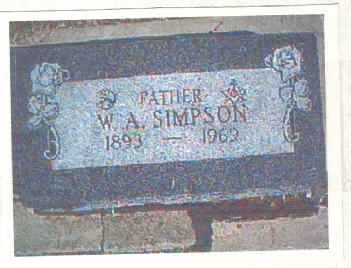 FATHER
W. A. SIMPSON
1893 — 1962